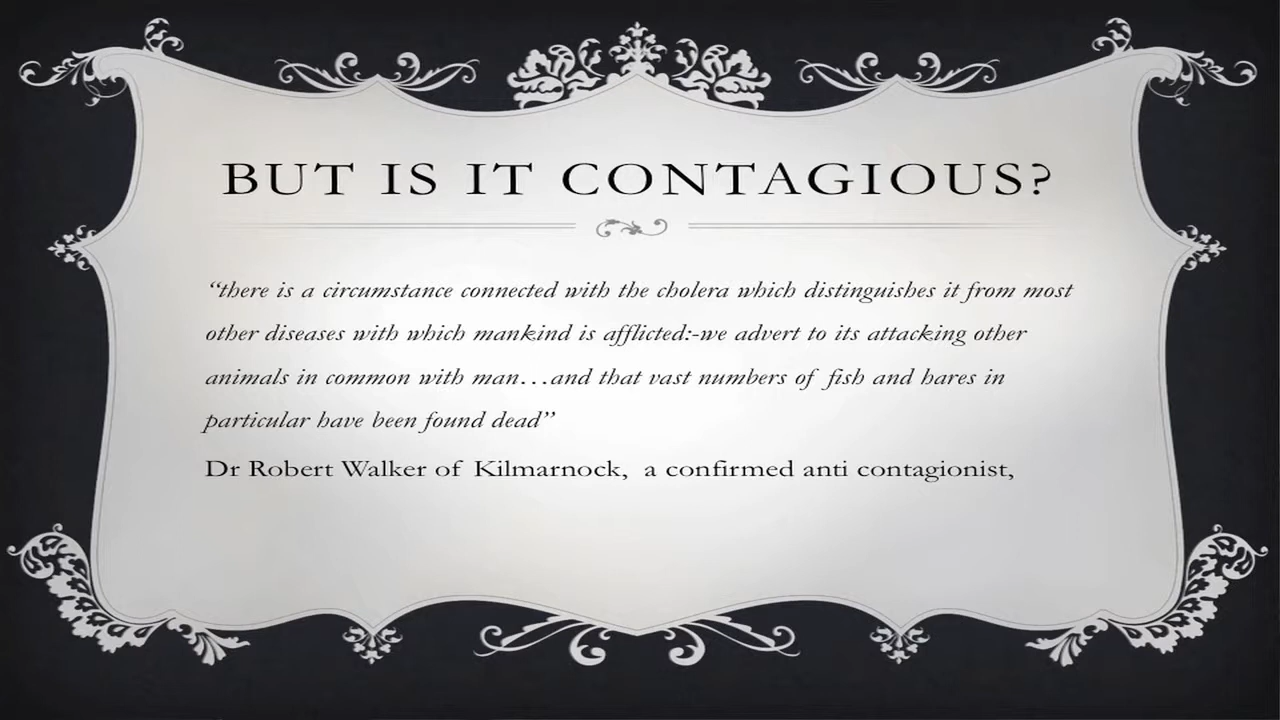 BUT IS IT CONTAGIOUS?
“there is a circumstance connected with the cholera which distinguishes it from most
other diseases with which mankind is afflicted:-we advert to its attacking other
animals in common with man…and that vast numbers of fish and hares in
particular have been found dead”
Dr Robert Walker of Kilmarnock, a confirmed anti contagionist,